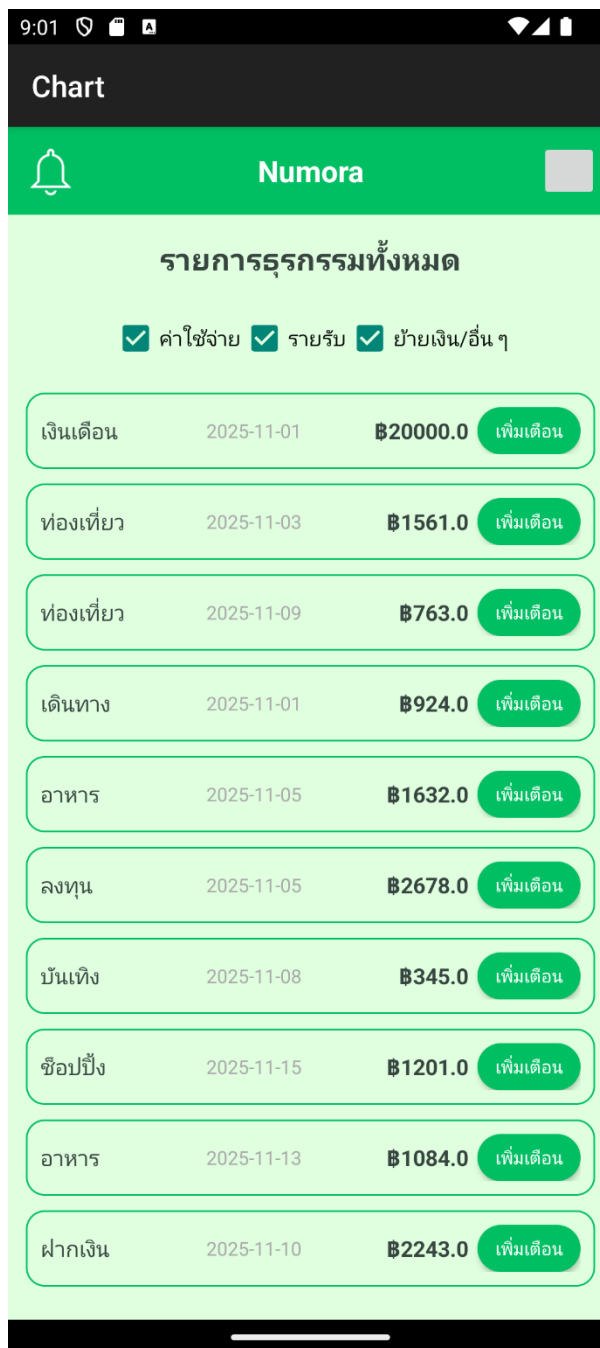 9:01
Chart
Numora
รายการธุรกรรมทั้งหมด
ค่าใช้จ่าย รายรับ ย้ายเงิน/อื่น ๆ
เงินเดือน 2025-11-01 ฿20000.0 เพิ่มเตือน
ท่องเที่ยว 2025-11-03 ฿1561.0 เพิ่มเตือน
ท่องเที่ยว 2025-11-09 ฿763.0 เพิ่มเตือน
เดินทาง 2025-11-01 ฿924.0 เพิ่มเตือน
อาหาร 2025-11-05 ฿1632.0 เพิ่มเตือน
ลงทุน 2025-11-05 ฿2678.0 เพิ่มเตือน
บันเทิง 2025-11-08 ฿345.0 เพิ่มเตือน
ช็อปปิ้ง 2025-11-15 ฿1201.0 เพิ่มเตือน
อาหาร 2025-11-13 ฿1084.0 เพิ่มเตือน
ฝากเงิน 2025-11-10 ฿2243.0 เพิ่มเตือน